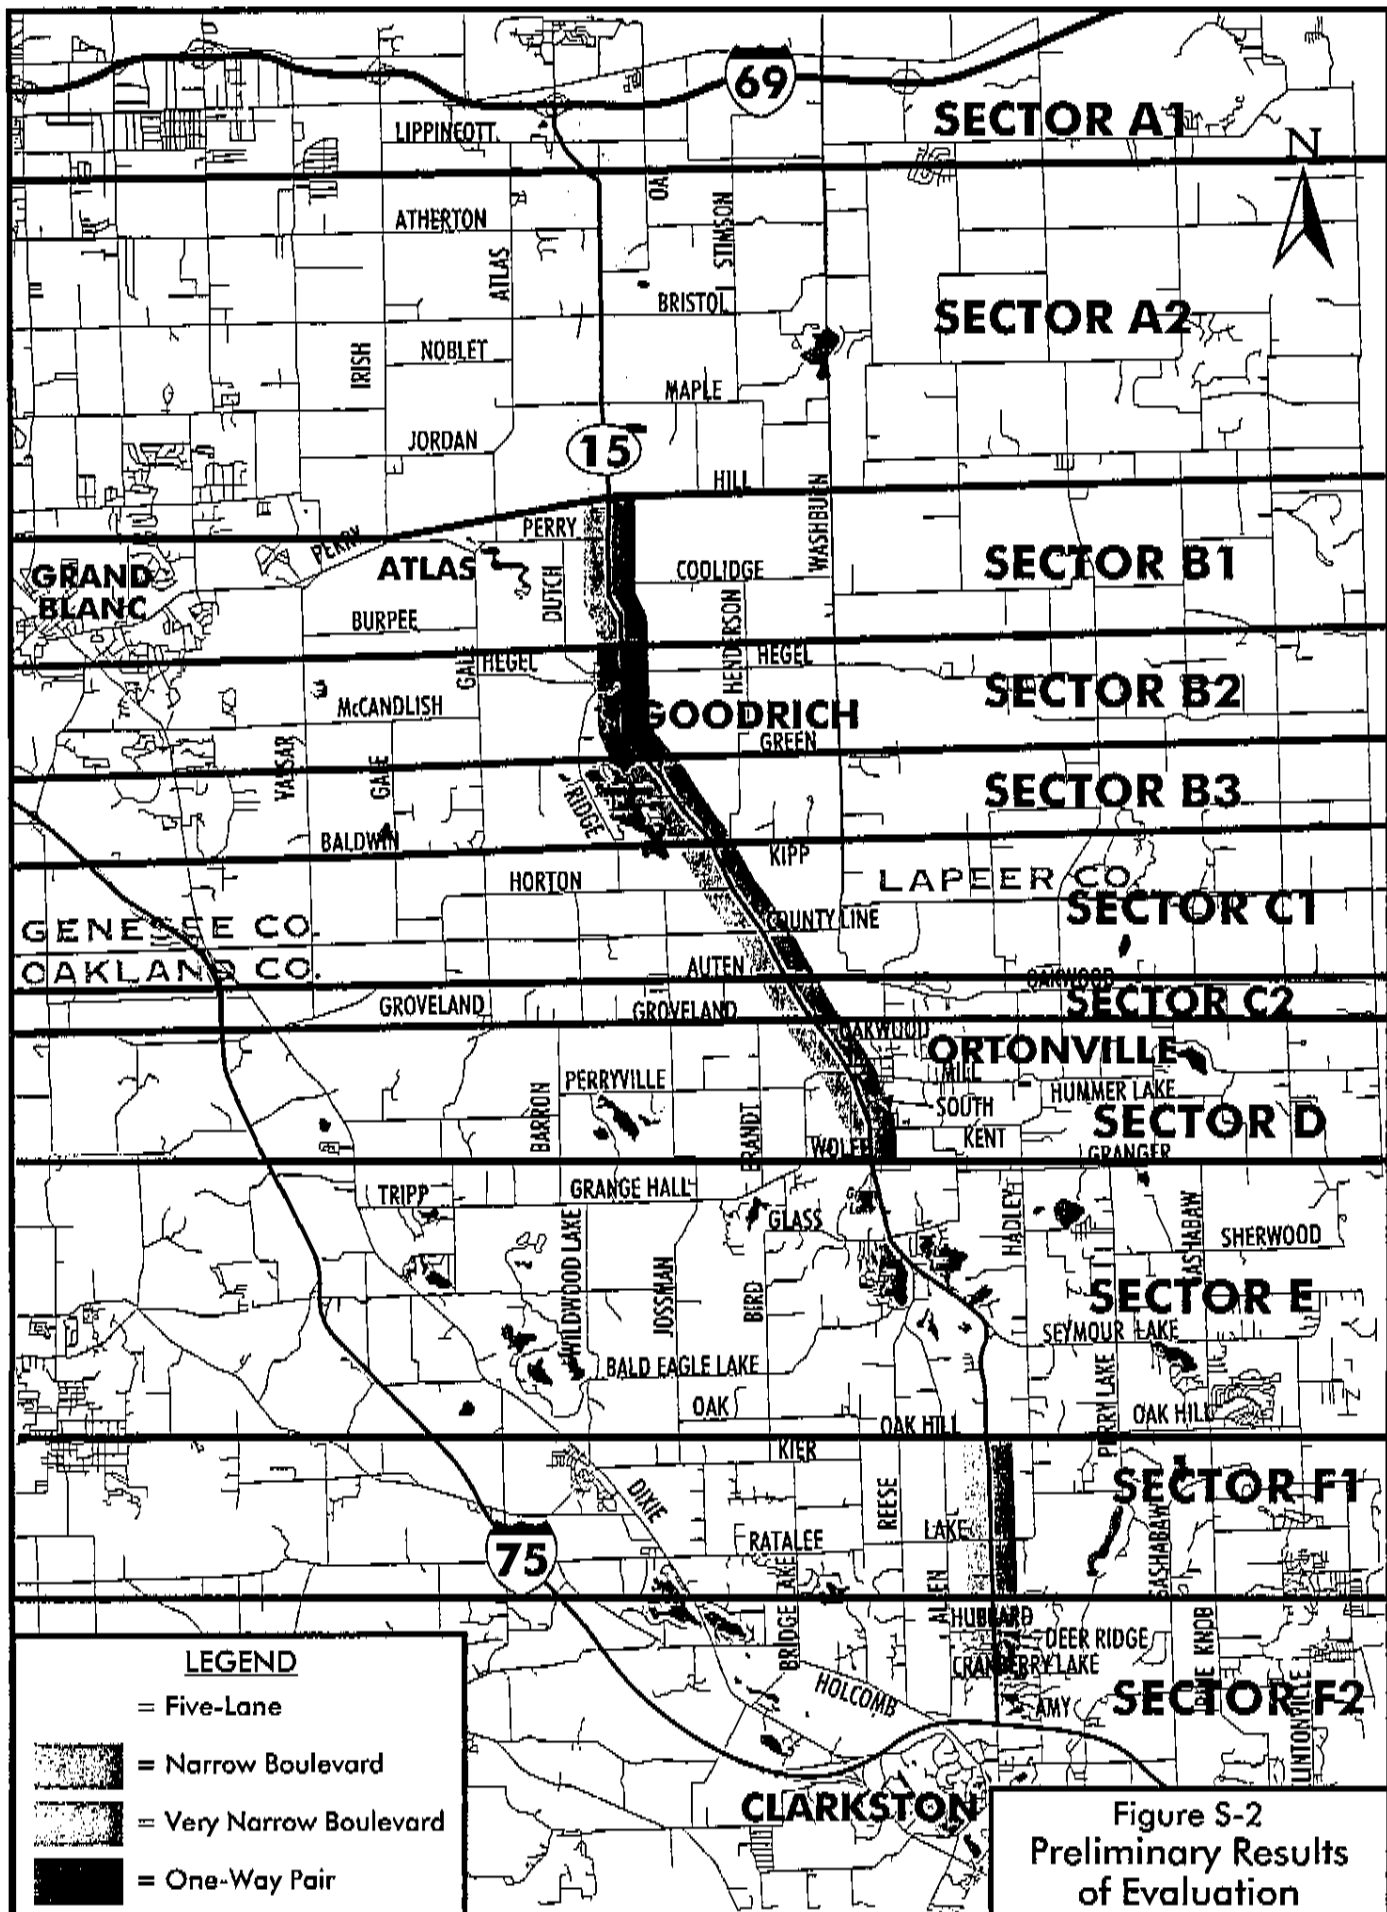 69
SECTOR A1
LIPPINCOTT
N
ATHERTON
STIMSON
ATLAS
BRISTOL
SECTOR A2
IRISH
NOBLET
MAPLE
JORDAN
15
HILL
WASHBURN
PERRY
PERRY
ATLAS
GRAND
BLANC
DUTCH
COOLIDGE
SECTOR B1
BURPEE
HENDERSON
GALE
HEGEL
HEGEL
SECTOR B2
McCANDLISH
GOODRICH
GREEN
VASSAR
GALE
RIDGE
SECTOR B3
BALDWIN
KIPP
HORTON
LAPEER CO.
SECTOR C1
COUNTY LINE
GENESEE CO.
OAKLAND CO.
AUTEN
OAKWOOD
GROVELAND
GROVELAND
SECTOR C2
OAKWOOD
ORTONVILLE
MILL
PERRYVILLE
HUMMER LAKE
BARRON
BRANDT
SOUTH
SECTOR D
KENT
WOLFE
GRANGER
TRIPP
GRANGE HALL
GLASS
HADLEY
SASHABAW
SHERWOOD
WILDWOOD LAKE
JOSSMAN
BIRD
SECTOR E
SEYMOUR LAKE
BALD EAGLE LAKE
PERRY LAKE
OAK
OAK HILL
OAK HILL
KIER
SECTOR F1
DIXIE
REESE
LAKE
RATALEE
SASHABAW
75
BRIDGE LAKE
ALLEN
HUBBARD
DEER RIDGE
CRANBERRY LAKE
PINE KNOB
HOLCOMB
AMY
SECTOR F2
CLINTONVILLE
CLARKSTON
LEGEND
= Five-Lane
= Narrow Boulevard
= Very Narrow Boulevard
= One-Way Pair
Figure S-2
Preliminary Results
of Evaluation